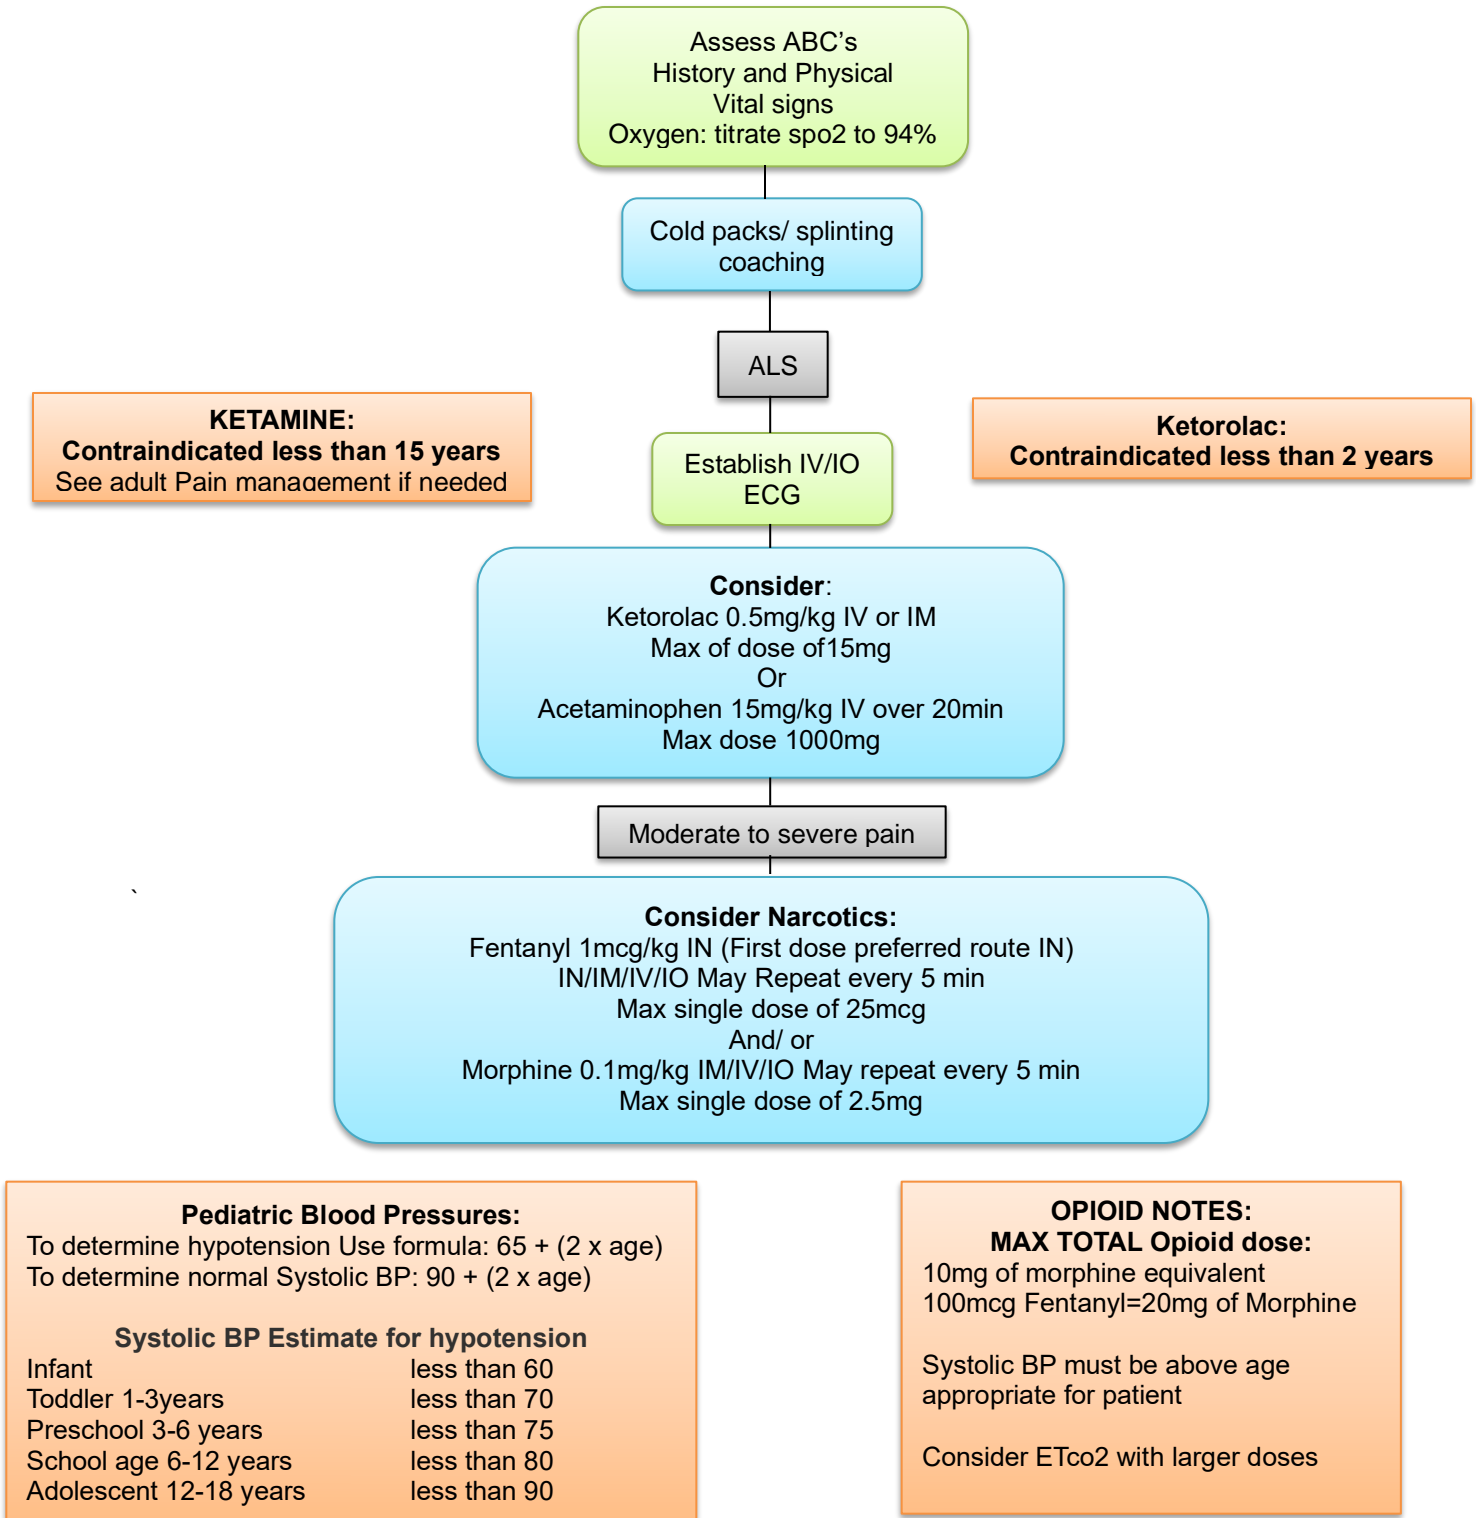 Assess ABC’s
History and Physical
Vital signs
Oxygen: titrate spo2 to 94%
Cold packs/ splinting
coaching
ALS
KETAMINE:
Contraindicated less than 15 years
See adult Pain management if needed
Ketorolac:
Contraindicated less than 2 years
Establish IV/IO
ECG
Consider:
Ketorolac 0.5mg/kg IV or IM
Max of dose of15mg
Or
Acetaminophen 15mg/kg IV over 20min
Max dose 1000mg
Moderate to severe pain
`
Consider Narcotics:
Fentanyl 1mcg/kg IN (First dose preferred route IN)
IN/IM/IV/IO May Repeat every 5 min
Max single dose of 25mcg
And/ or
Morphine 0.1mg/kg IM/IV/IO May repeat every 5 min
Max single dose of 2.5mg
Pediatric Blood Pressures:
To determine hypotension Use formula: 65 + (2 x age)
To determine normal Systolic BP: 90 + (2 x age)
Systolic BP Estimate for hypotension
Infant less than 60
Toddler 1-3years less than 70
Preschool 3-6 years less than 75
School age 6-12 years less than 80
Adolescent 12-18 years less than 90
OPIOID NOTES:
MAX TOTAL Opioid dose:
10mg of morphine equivalent
100mcg Fentanyl=20mg of Morphine
Systolic BP must be above age
appropriate for patient
Consider ETco2 with larger doses